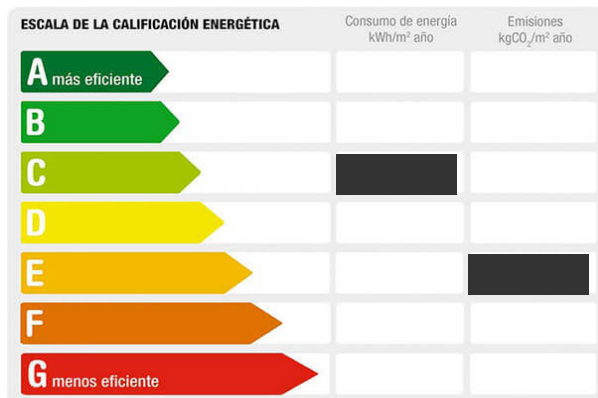 ESCALA DE LA CALIFICACIÓN ENERGÉTICA
Consumo de energía
kWh/m² año
Emisiones
kgCO₂/m² año
A más eficiente
B
C
D
E
F
G menos eficiente